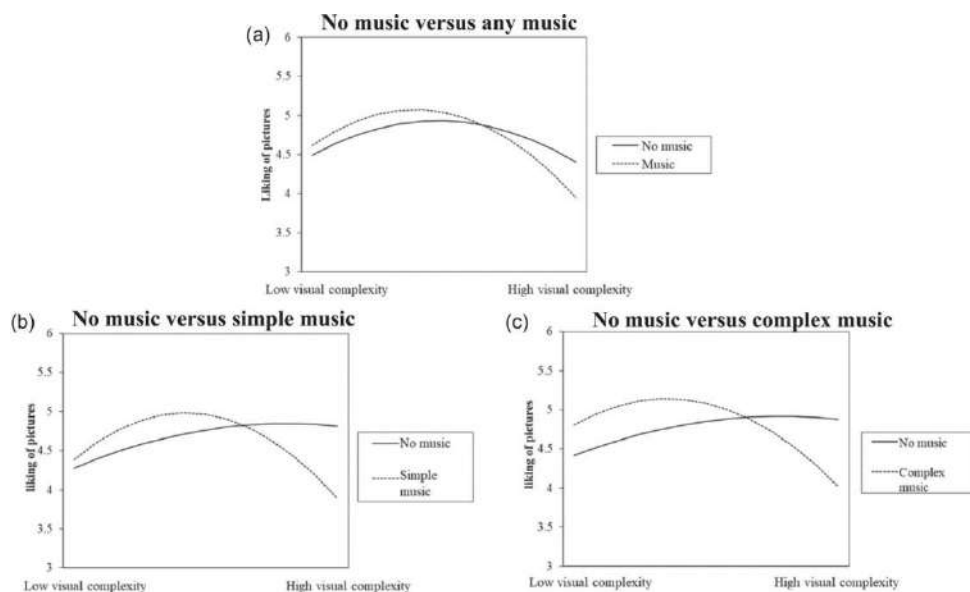 (a)
No music versus any music
6
5.5
5
4.5
4
3.5
3
Liking of pictures
Low visual complexity
High visual complexity
No music
Music
(b)
No music versus simple music
6
5.5
5
4.5
4
3.5
3
liking of pictures
Low visual complexity
High visual complexity
No music
Simple
music
(c)
No music versus complex music
6
5.5
5
4.5
4
3.5
3
liking of pictures
Low visual complexity
High visual complexity
No music
Complex
music